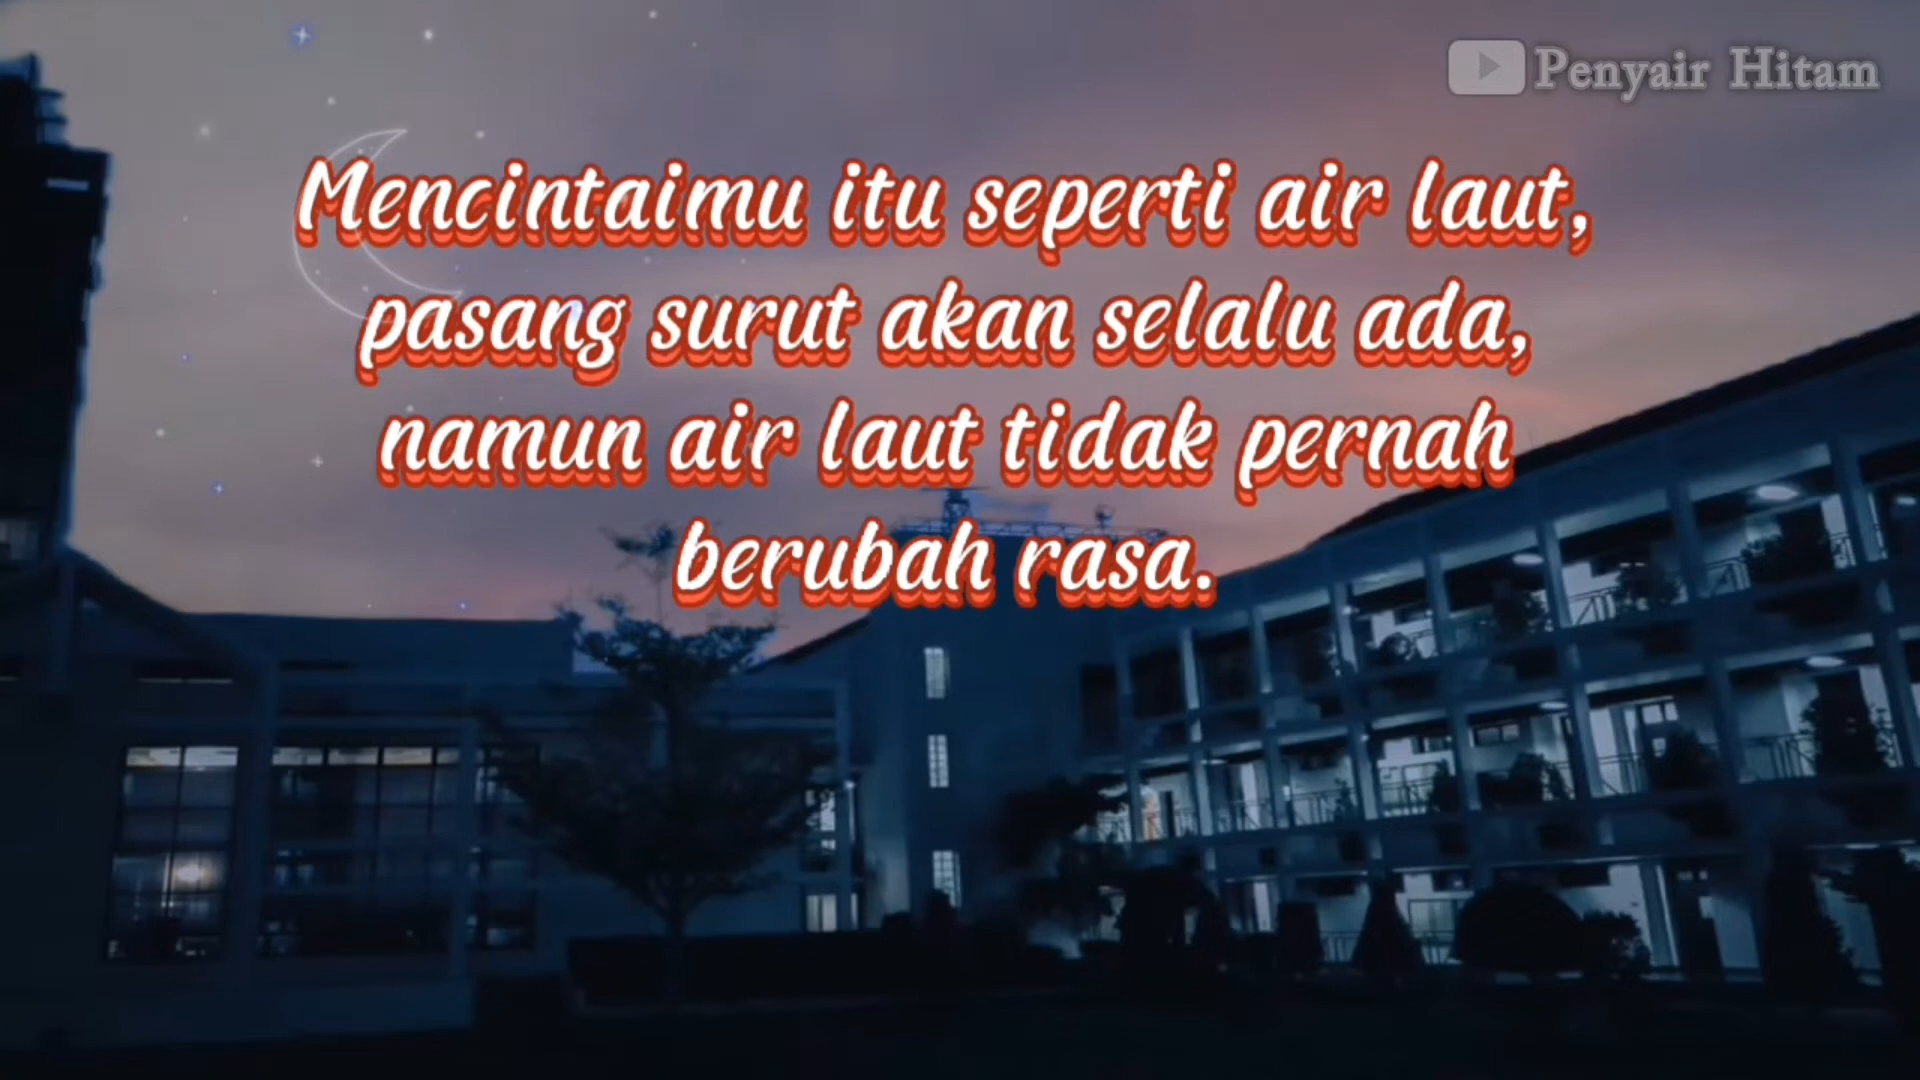 Penyair Hitam
Mencintaimu itu seperti air laut,
pasang surut akan selalu ada,
namun air laut tidak pernah
berubah rasa.